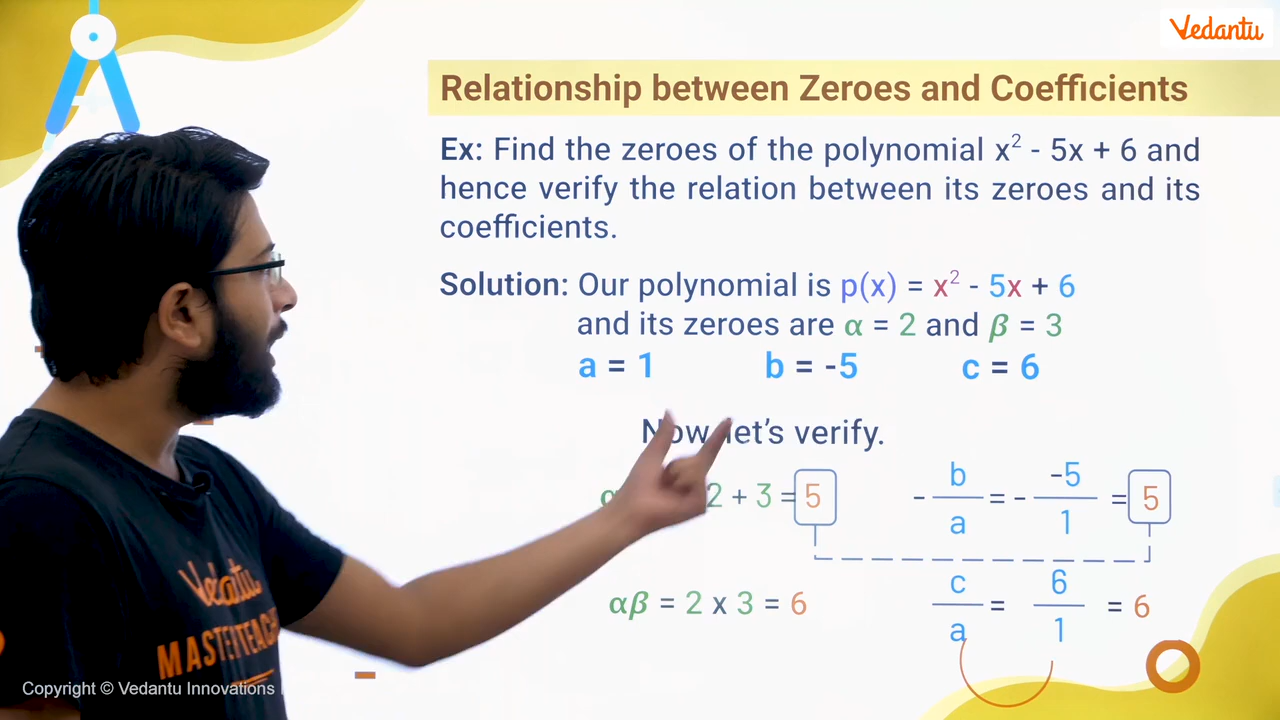 Vedantu
Relationship between Zeroes and Coefficients
Ex: Find the zeroes of the polynomial x² - 5x + 6 and
hence verify the relation between its zeroes and its
coefficients.
Solution: Our polynomial is p(x) = x² - 5x + 6
and its zeroes are α = 2 and β = 3
a = 1 b = -5 c = 6
Now let's verify.
2 + 3 = 5 - b/a = - -5/1 = 5
αβ = 2 x 3 = 6 c/a = 6/1 = 6
Vedantu
Copyright © Vedantu Innovations